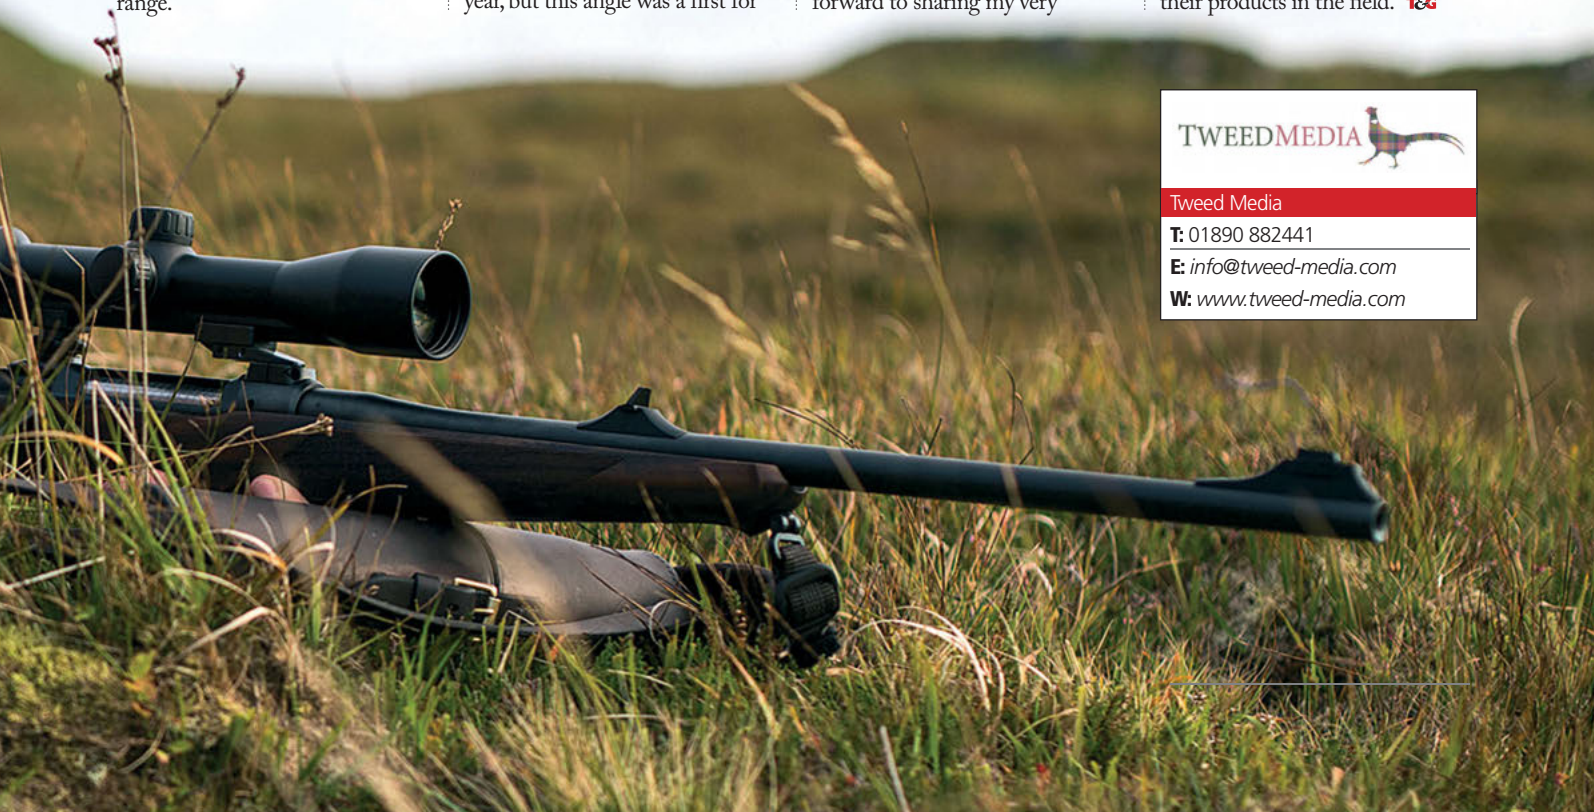 range.
year, but this angle was a first for
forward to sharing my very
their products in the field. T&G
TWEEDMEDIA
Tweed Media
T: 01890 882441
E: info@tweed-media.com
W: www.tweed-media.com